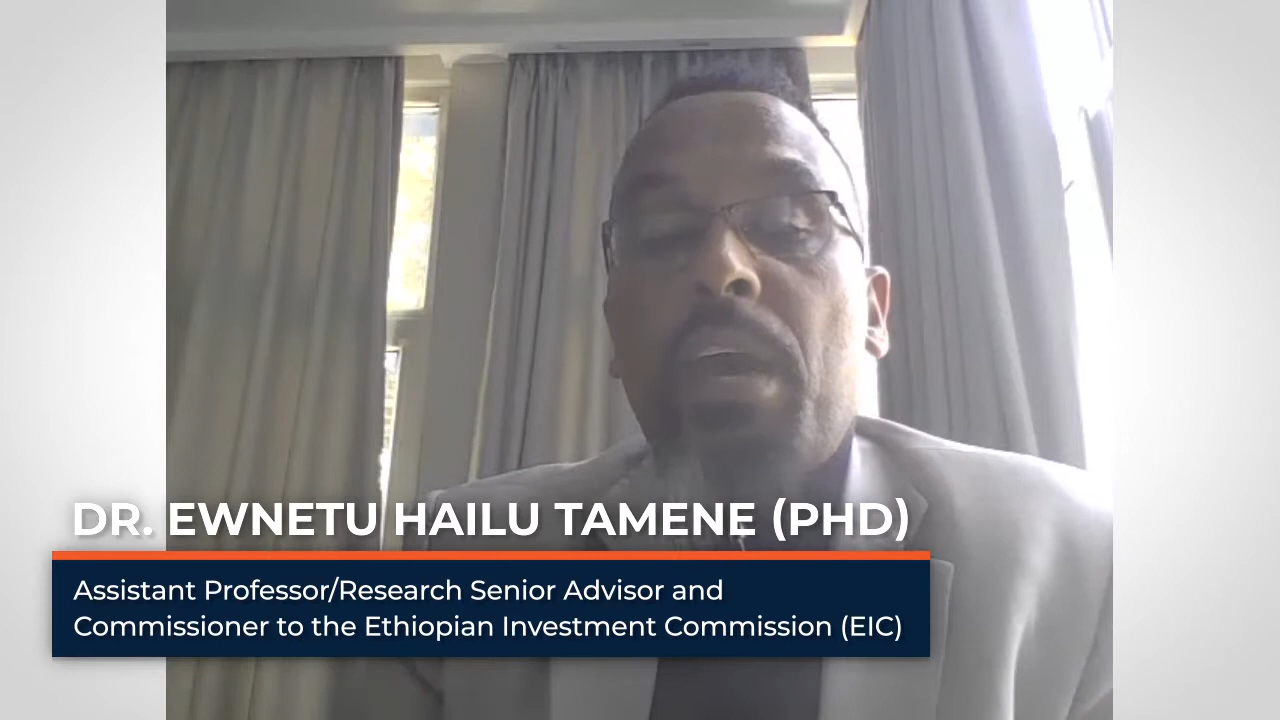 DR. EWNETU HAILU TAMENE (PHD)
Assistant Professor/Research Senior Advisor and
Commissioner to the Ethiopian Investment Commission (EIC)